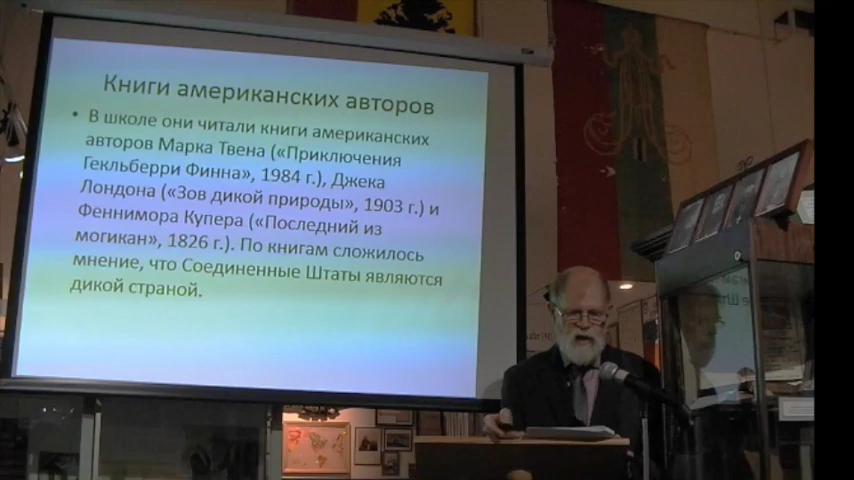 Книги американских авторов
• В школе они читали книги американских
авторов Марка Твена («Приключения
Гекльберри Финна», 1984 г.), Джека
Лондона («Зов дикой природы», 1903 г.) и
Феннимора Купера («Последний из
могикан», 1826 г.). По книгам сложилось
мнение, что Соединенные Штаты являются
дикой страной.